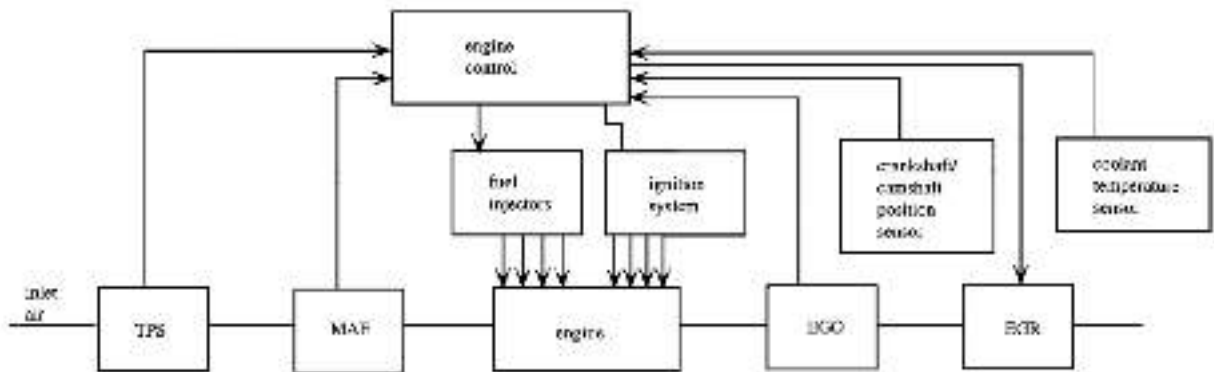 engine
control
fuel
injectors
ignition
system
crankshaft/
camshaft
position
sensor
coolant
temperature
sensor
inlet
air
TPS
MAF
engine
EGO
EGR